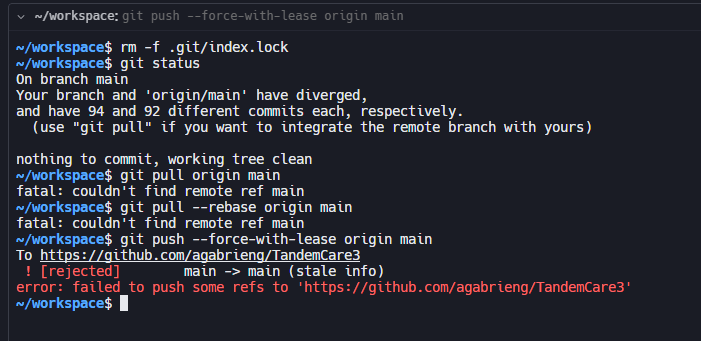 ~/workspace: git push --force-with-lease origin main
~/workspace$ rm -f .git/index.lock
~/workspace$ git status
On branch main
Your branch and 'origin/main' have diverged,
and have 94 and 92 different commits each, respectively.
  (use "git pull" if you want to integrate the remote branch with yours)

nothing to commit, working tree clean
~/workspace$ git pull origin main
fatal: couldn't find remote ref main
~/workspace$ git pull --rebase origin main
fatal: couldn't find remote ref main
~/workspace$ git push --force-with-lease origin main
To https://github.com/agabrieng/TandemCare3
 ! [rejected]        main -> main (stale info)
error: failed to push some refs to 'https://github.com/agabrieng/TandemCare3'
~/workspace$